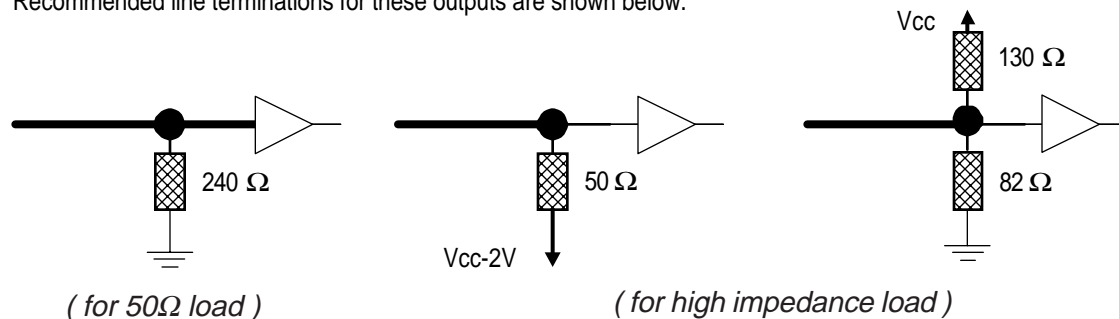 Recommended line terminations for these outputs are shown below.
Vcc
130 Ω
240 Ω
50 Ω
82 Ω
Vcc-2V
( for 50Ω load )
( for high impedance load )